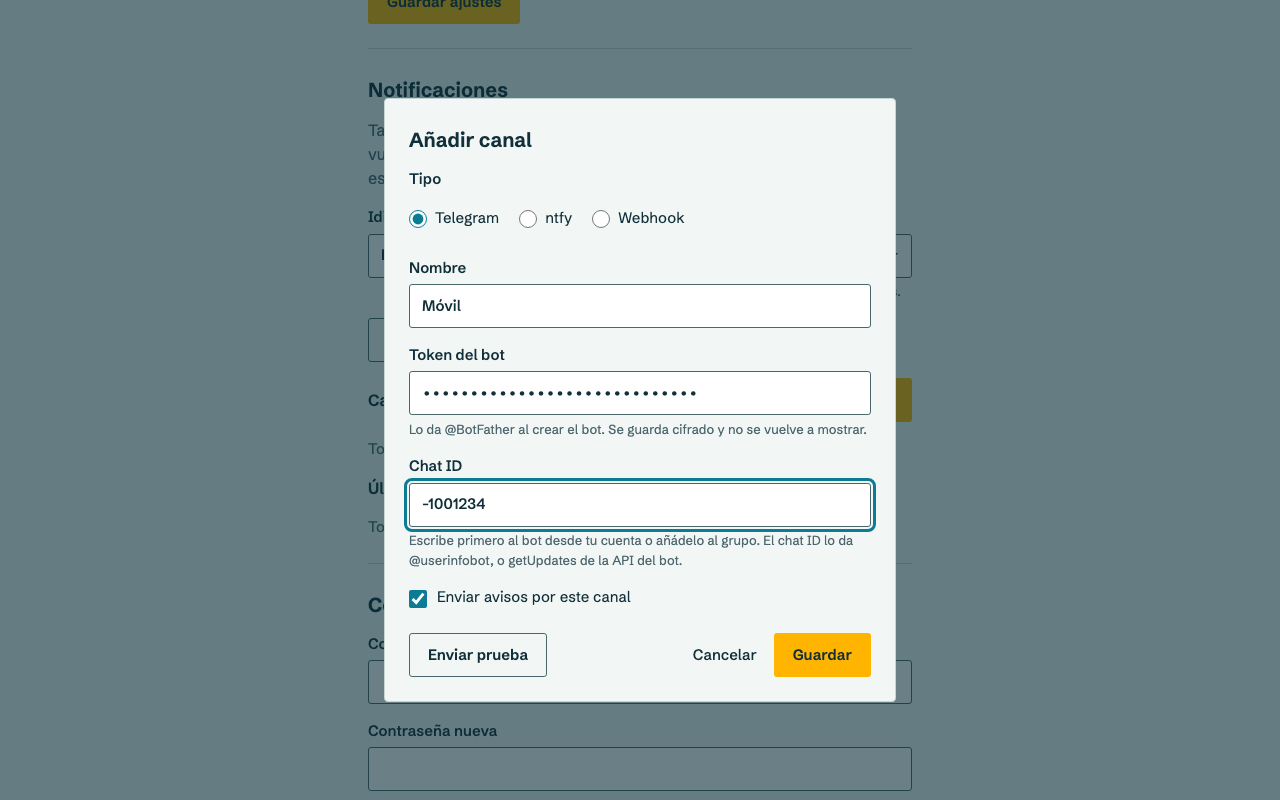 Guardar ajustes
Notificaciones
Añadir canal
Tipo
Telegram ntfy Webhook
Nombre
Móvil
Token del bot
••••••••••••••••••••••••••••••
Lo da @BotFather al crear el bot. Se guarda cifrado y no se vuelve a mostrar.
Chat ID
-1001234
Escribe primero al bot desde tu cuenta o añádelo al grupo. El chat ID lo da
@userinfobot, o getUpdates de la API del bot.
Enviar avisos por este canal
Enviar prueba Cancelar Guardar
Contraseña nueva